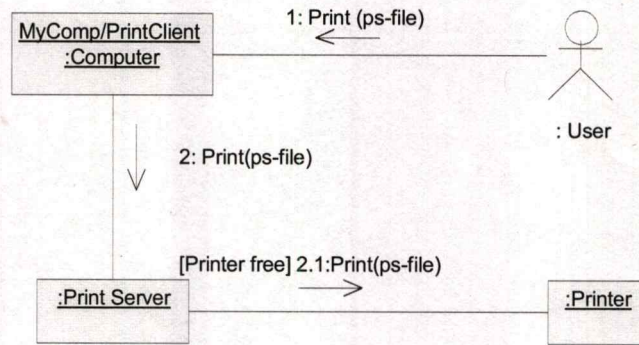 MyComp/PrintClient
:Computer
1: Print (ps-file)
: User
2: Print(ps-file)
[Printer free] 2.1:Print(ps-file)
:Print Server
:Printer